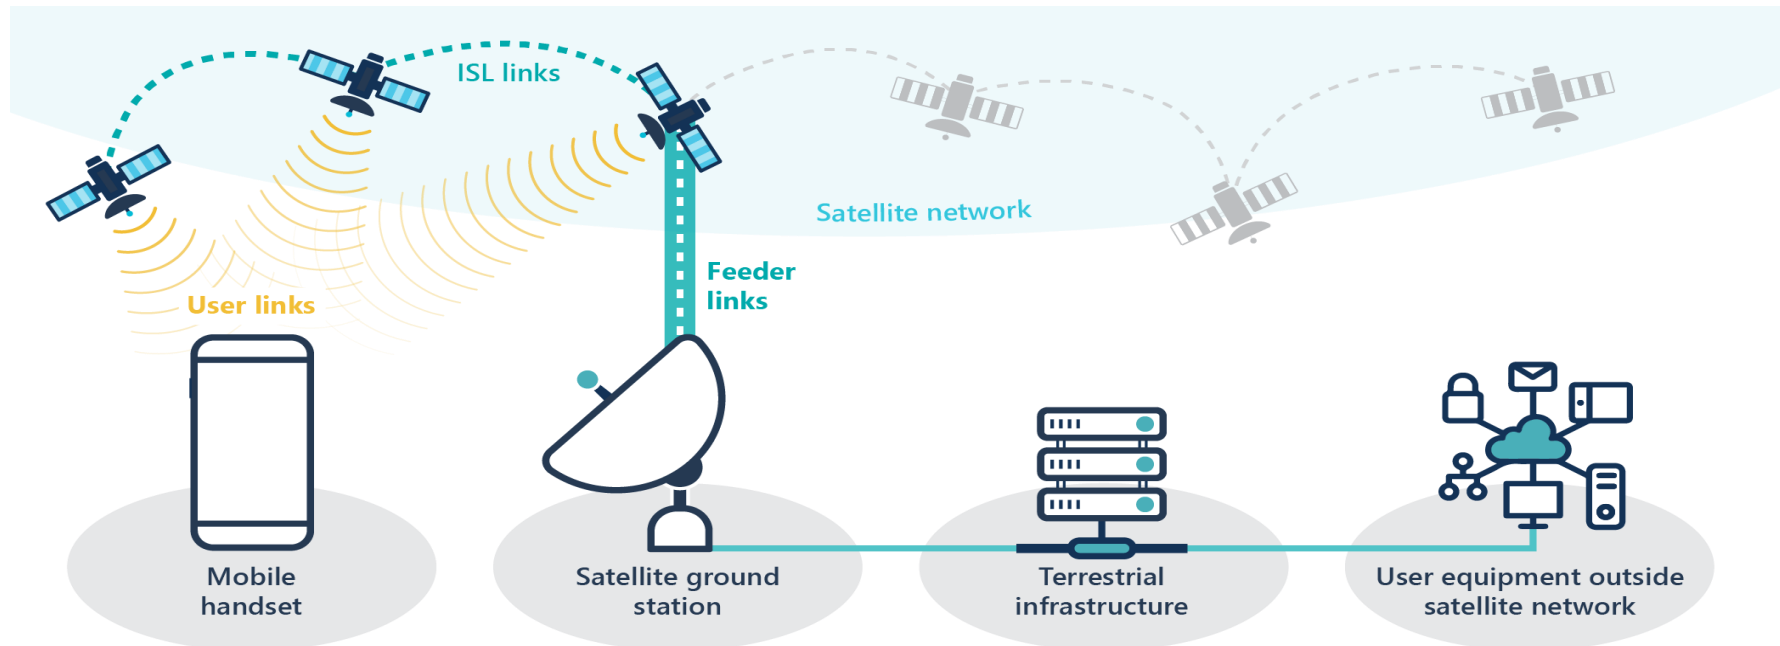 ISL links
Satellite network
Feeder
links
User links
Mobile
handset
Satellite ground
station
Terrestrial
infrastructure
User equipment outside
satellite network